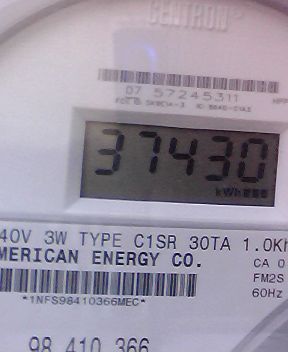 CENTRON®
07 57245311
37430
kWh
40V 3W TYPE C1SR 30TA 1.0Kh
MERICAN ENERGY CO.
CA 0
FM2S
60Hz
*1NFS98410366MEC*
98 410 366